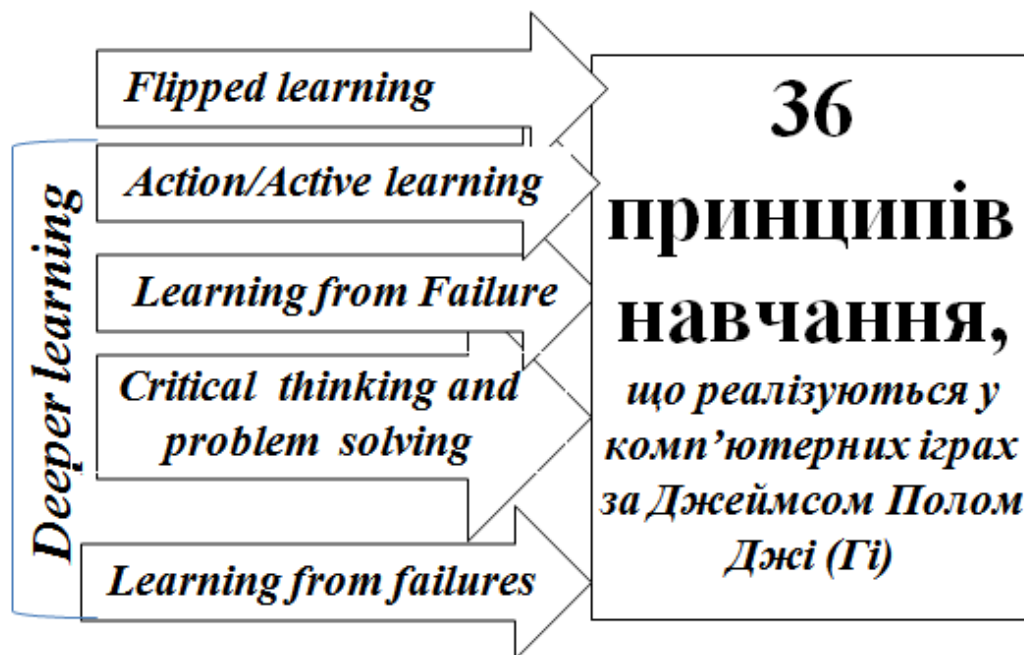 Deeper learning
Flipped learning
Action/Active learning
Learning from Failure
Critical thinking and
problem solving
Learning from failures
36
принципів
навчання,
що реалізуються у
комп’ютерних іграх
за Джеймсом Полом
Джі (Гі)